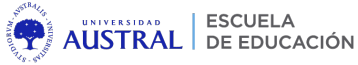 STVDIORVM · AVSTRALIS · VNIVERSITAS
UNIVERSIDAD
AUSTRAL
ESCUELA
DE EDUCACIÓN